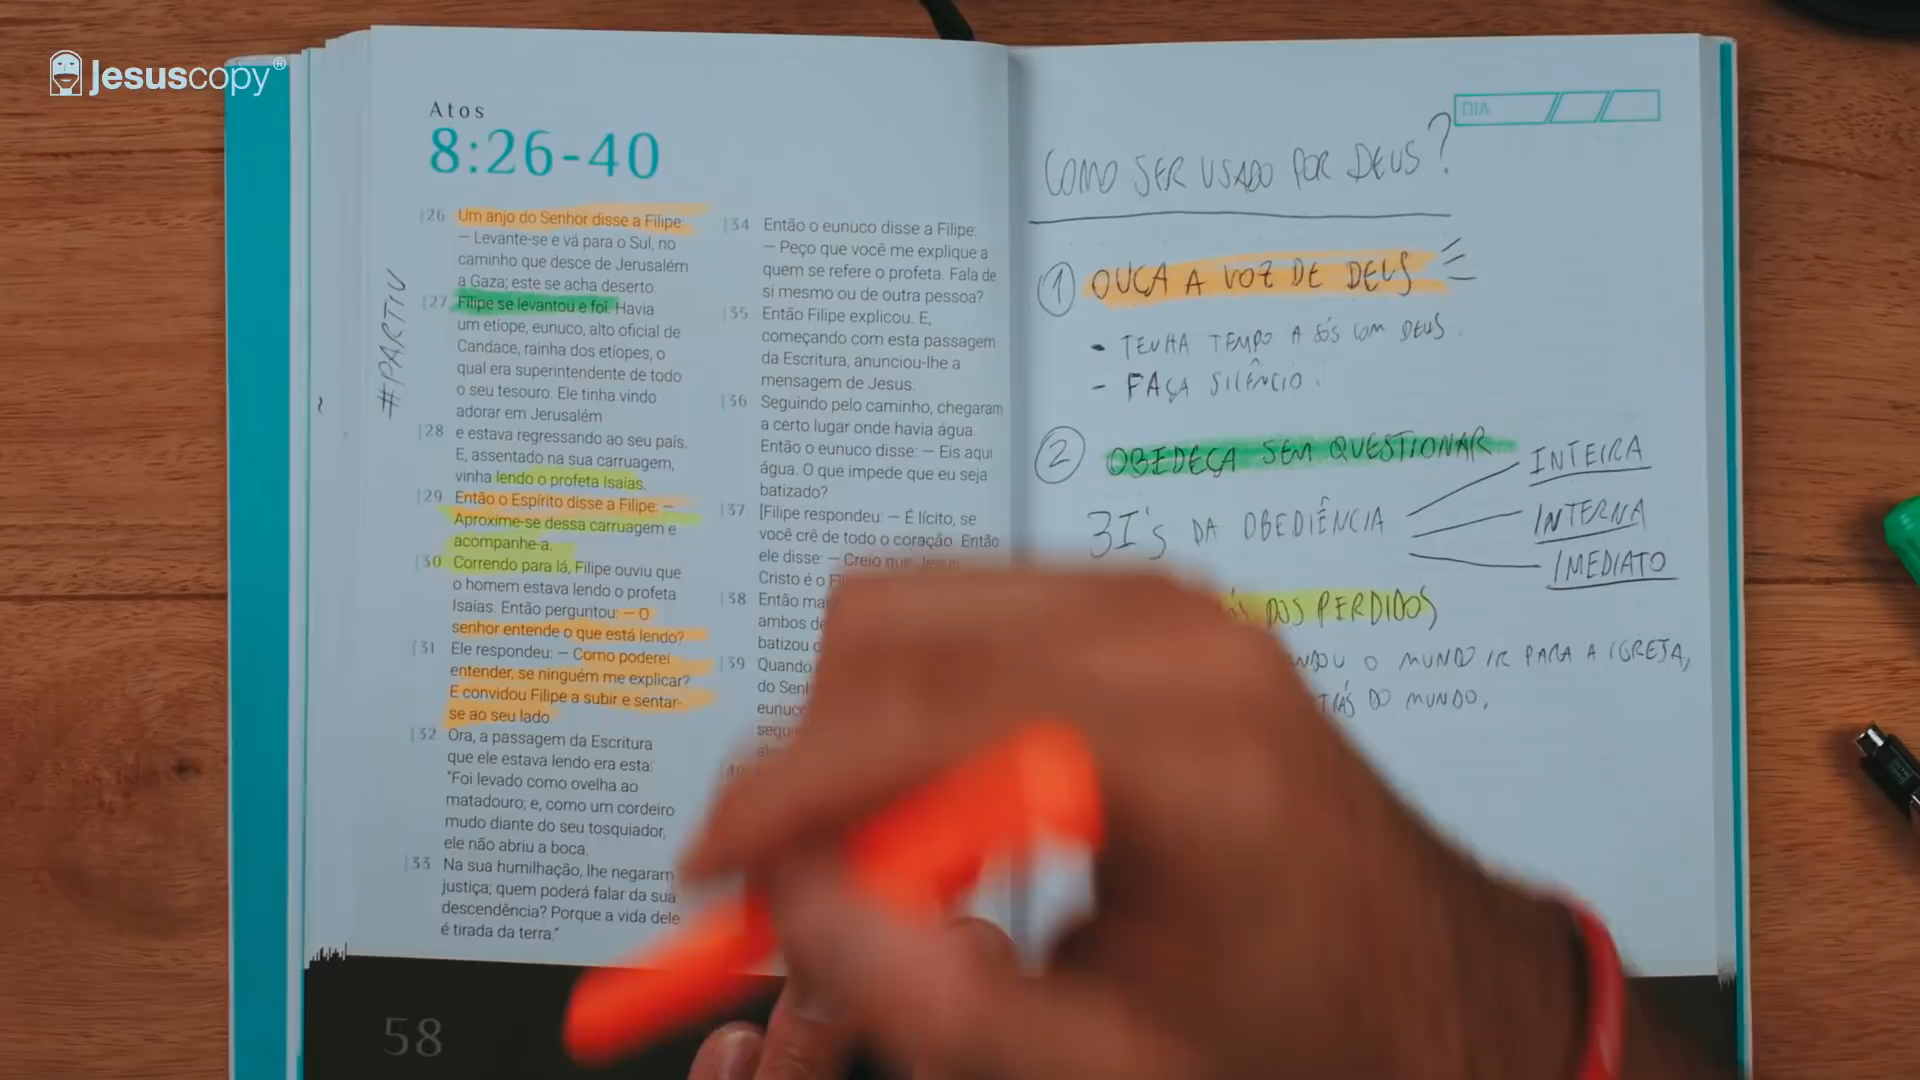 Jesuscopy®
Atos
8:26-40
26 Um anjo do Senhor disse a Filipe:
– Levante-se e vá para o Sul, no
caminho que desce de Jerusalém
a Gaza; este se acha deserto.
27 Filipe se levantou e foi. Havia
um etíope, eunuco, alto oficial de
Candace, rainha dos etíopes, o
qual era superintendente de todo
o seu tesouro. Ele tinha vindo
adorar em Jerusalém
28 e estava regressando ao seu país.
E, assentado na sua carruagem,
vinha lendo o profeta Isaías.
29 Então o Espírito disse a Filipe: –
Aproxime-se dessa carruagem e
acompanhe-a.
30 Correndo para lá, Filipe ouviu que
o homem estava lendo o profeta
Isaías. Então perguntou: – O
senhor entende o que está lendo?
31 Ele respondeu: – Como poderei
entender, se ninguém me explicar?
E convidou Filipe a subir e sentar-
se ao seu lado.
32 Ora, a passagem da Escritura
que ele estava lendo era esta:
"Foi levado como ovelha ao
matadouro; e, como um cordeiro
mudo diante do seu tosquiador,
ele não abriu a boca.
33 Na sua humilhação, lhe negaram
justiça; quem poderá falar da sua
descendência? Porque a vida dele
é tirada da terra."
#PARTIU
58
34 Então o eunuco disse a Filipe:
– Peço que você me explique a
quem se refere o profeta. Fala de
si mesmo ou de outra pessoa?
35 Então Filipe explicou. E,
começando com esta passagem
da Escritura, anunciou-lhe a
mensagem de Jesus.
36 Seguindo pelo caminho, chegaram
a certo lugar onde havia água.
Então o eunuco disse: – Eis aqui
água. O que impede que eu seja
batizado?
37 [Filipe respondeu: – É lícito, se
você crê de todo o coração. Então
ele disse: – Creio que Jesus
Cristo é o
38 Então
ambos
batizou
39 Quando
do
DIA
COMO SER USADO POR DEUS?
1 OUÇA A VOZ DE DEUS
- TENHA TEMPO A SÓS COM DEUS.
- FAÇA SILÊNCIO.
2 OBEDEÇA SEM QUESTIONAR
3I's DA OBEDIÊNCIA
INTEIRA
INTERNA
IMEDIATO
DOS PERDIDOS
O MUNDO IR PARA A IGREJA,
DO MUNDO.